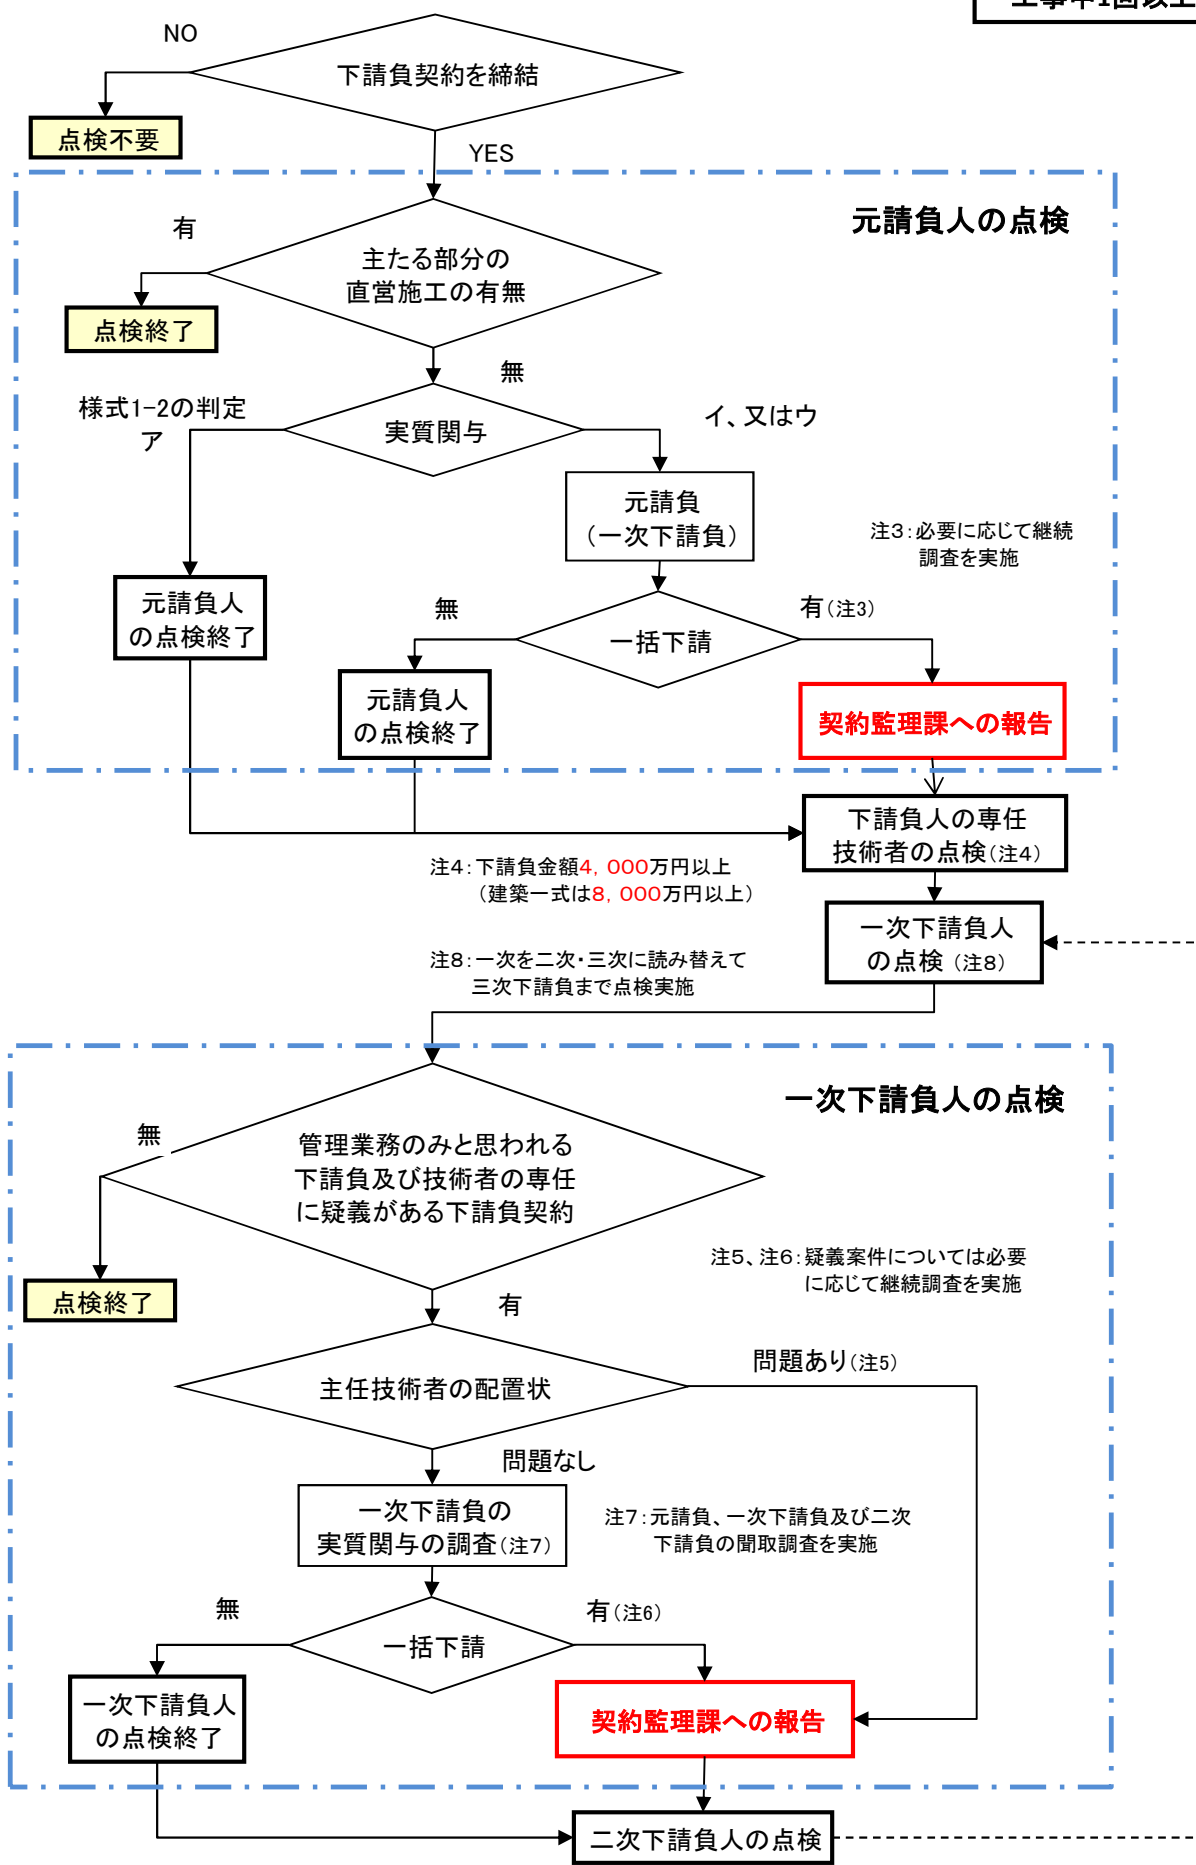 工事中1回以上
NO
下請負契約を締結
点検不要
YES
元請負人の点検
有
主たる部分の
直営施工の有無
点検終了
無
様式1-2の判定
ア
実質関与
イ、又はウ
元請負
（一次下請負）
注3：必要に応じて継続
調査を実施
元請負人
の点検終了
無
有（注3）
一括下請
元請負人
の点検終了
契約監理課への報告
下請負人の専任
技術者の点検（注4）
注4：下請負金額4，000万円以上
（建築一式は8，000万円以上）
一次下請負人
の点検（注8）
注8：一次を二次・三次に読み替えて
三次下請負まで点検実施
一次下請負人の点検
無
管理業務のみと思われる
下請負及び技術者の専任
に疑義がある下請負契約
注5、注6：疑義案件については必要
に応じて継続調査を実施
点検終了
有
問題あり（注5）
主任技術者の配置状
問題なし
一次下請負の
実質関与の調査（注7）
注7：元請負、一次下請負及び二次
下請負の聞取調査を実施
無
有（注6）
一括下請
一次下請負人
の点検終了
契約監理課への報告
二次下請負人の点検